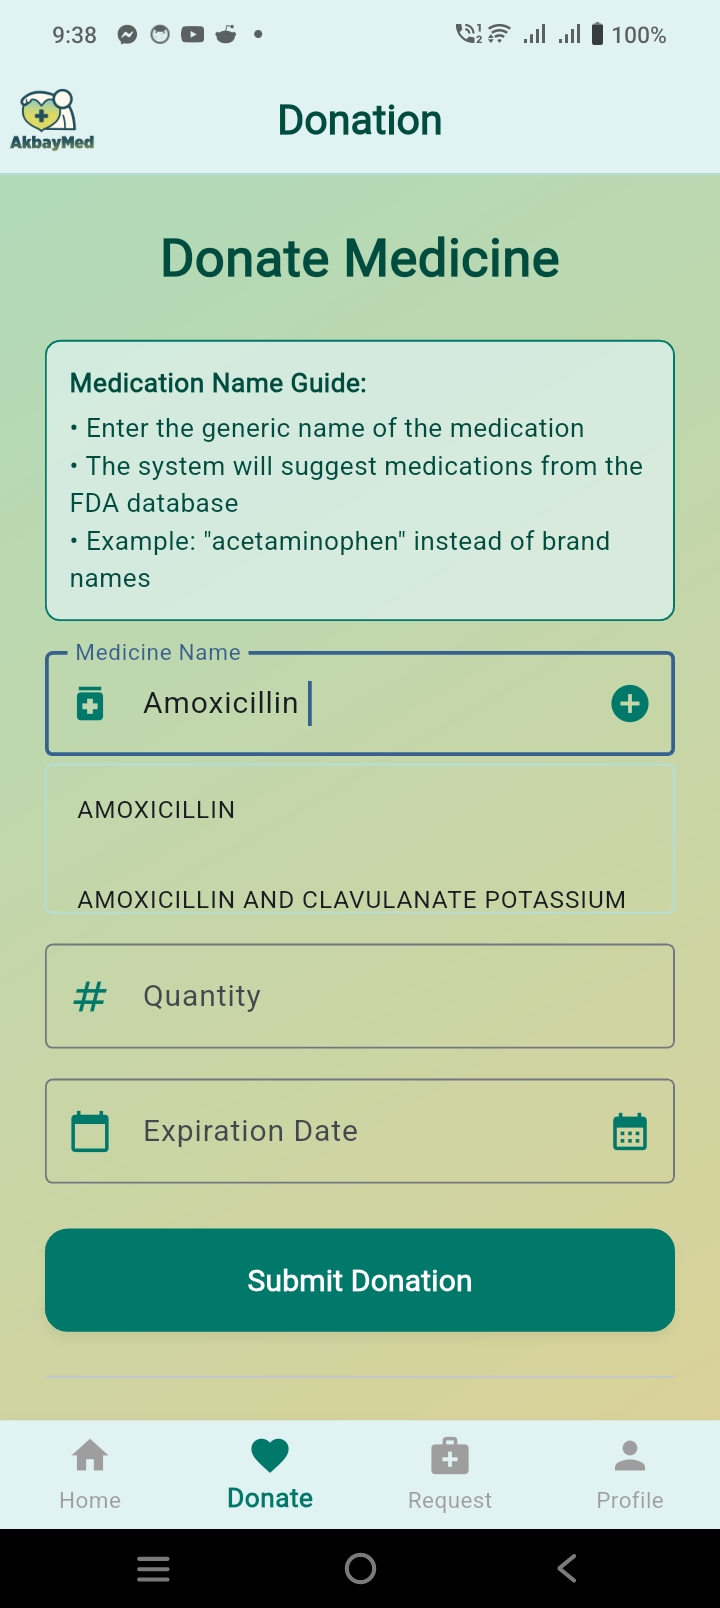 9:38
100%
AkbayMed
Donation
Donate Medicine
Medication Name Guide:
• Enter the generic name of the medication
• The system will suggest medications from the
FDA database
• Example: "acetaminophen" instead of brand
names
Medicine Name
Amoxicillin
AMOXICILLIN
AMOXICILLIN AND CLAVULANATE POTASSIUM
# Quantity
Expiration Date
Submit Donation
Home Donate Request Profile